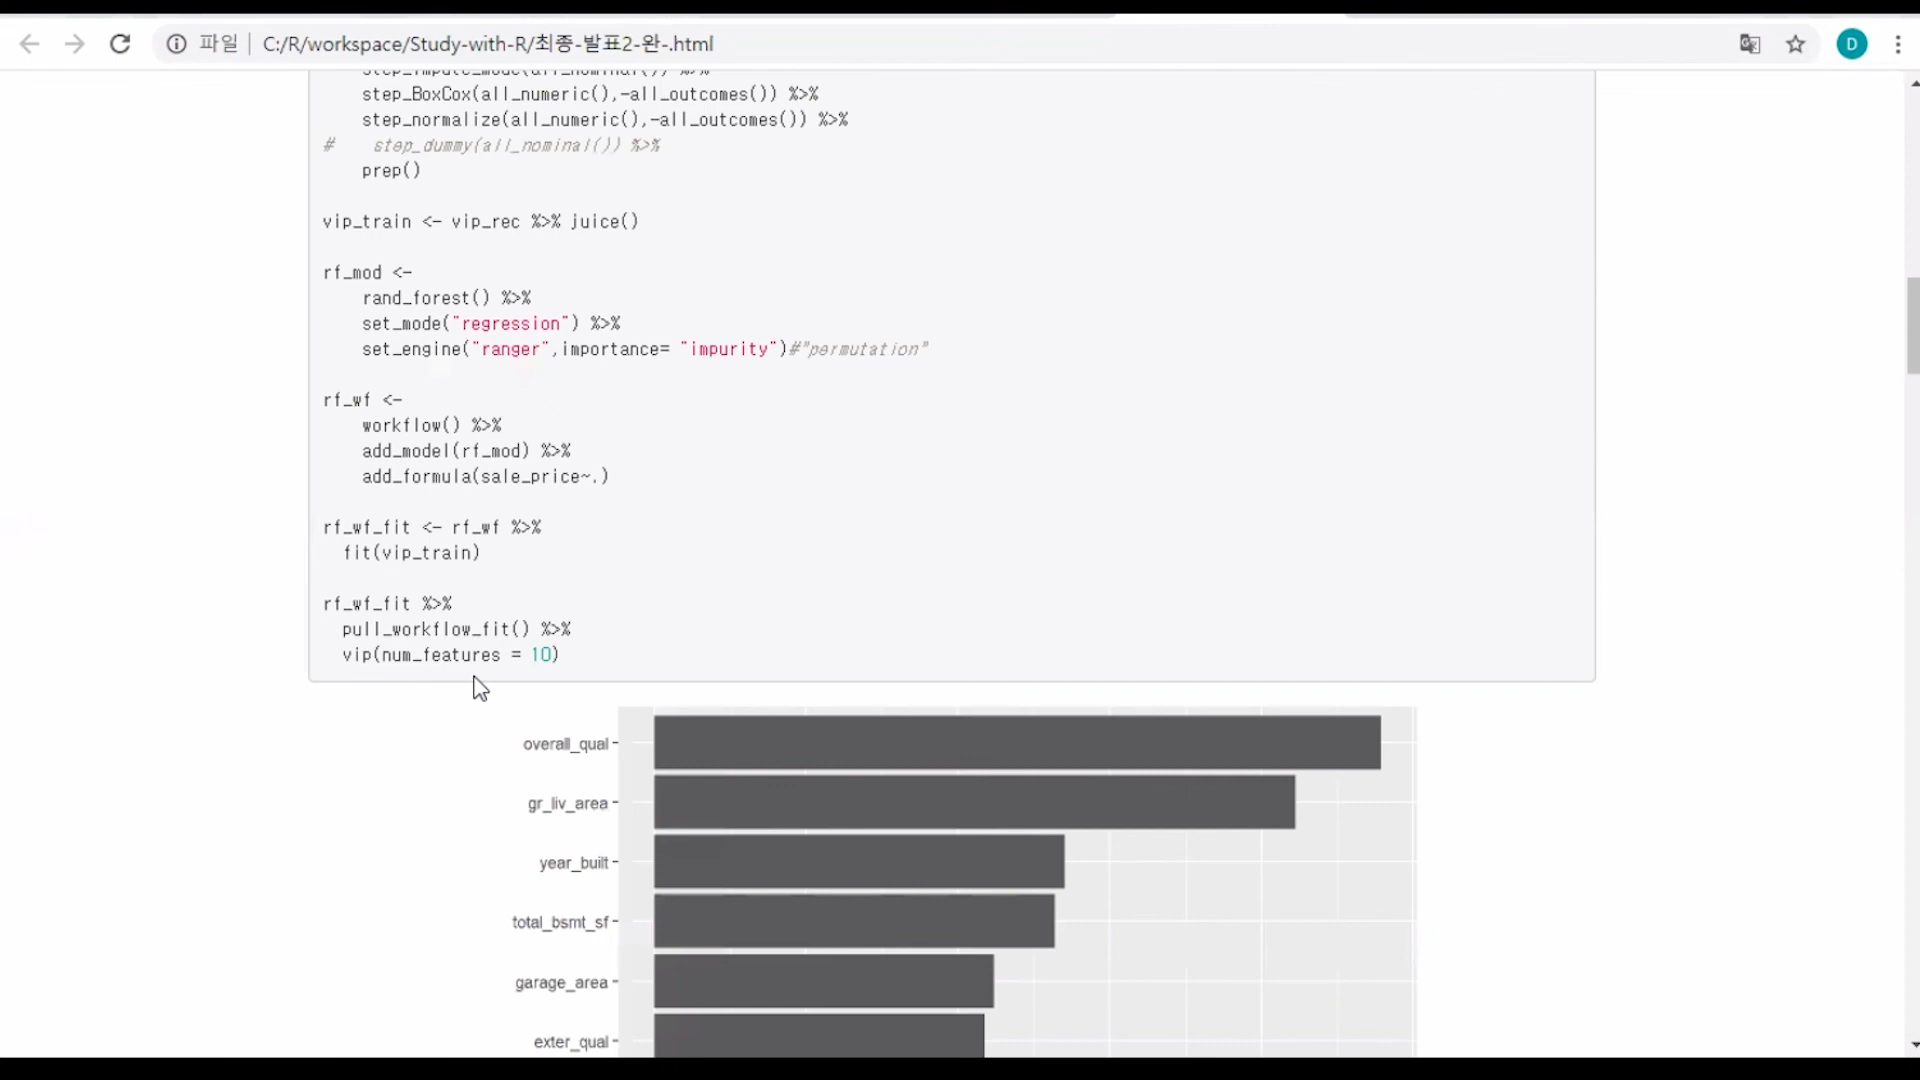 파일 C:/R/workspace/Study-with-R/최종-발표2-완-.html
D
step_impute_mode(all_nominal()) %>%
step_BoxCox(all_numeric(),-all_outcomes()) %>%
step_normalize(all_numeric(),-all_outcomes()) %>%
# step_dummy(all_nominal()) %>%
prep()
vip_train <- vip_rec %>% juice()
rf_mod <-
rand_forest() %>%
set_mode("regression") %>%
set_engine("ranger",importance= "impurity")#"permutation"
rf_wf <-
workflow() %>%
add_model(rf_mod) %>%
add_formula(sale_price~.)
rf_wf_fit <- rf_wf %>%
fit(vip_train)
rf_wf_fit %>%
pull_workflow_fit() %>%
vip(num_features = 10)
overall_qual
gr_liv_area
year_built
total_bsmt_sf
garage_area
exter_qual